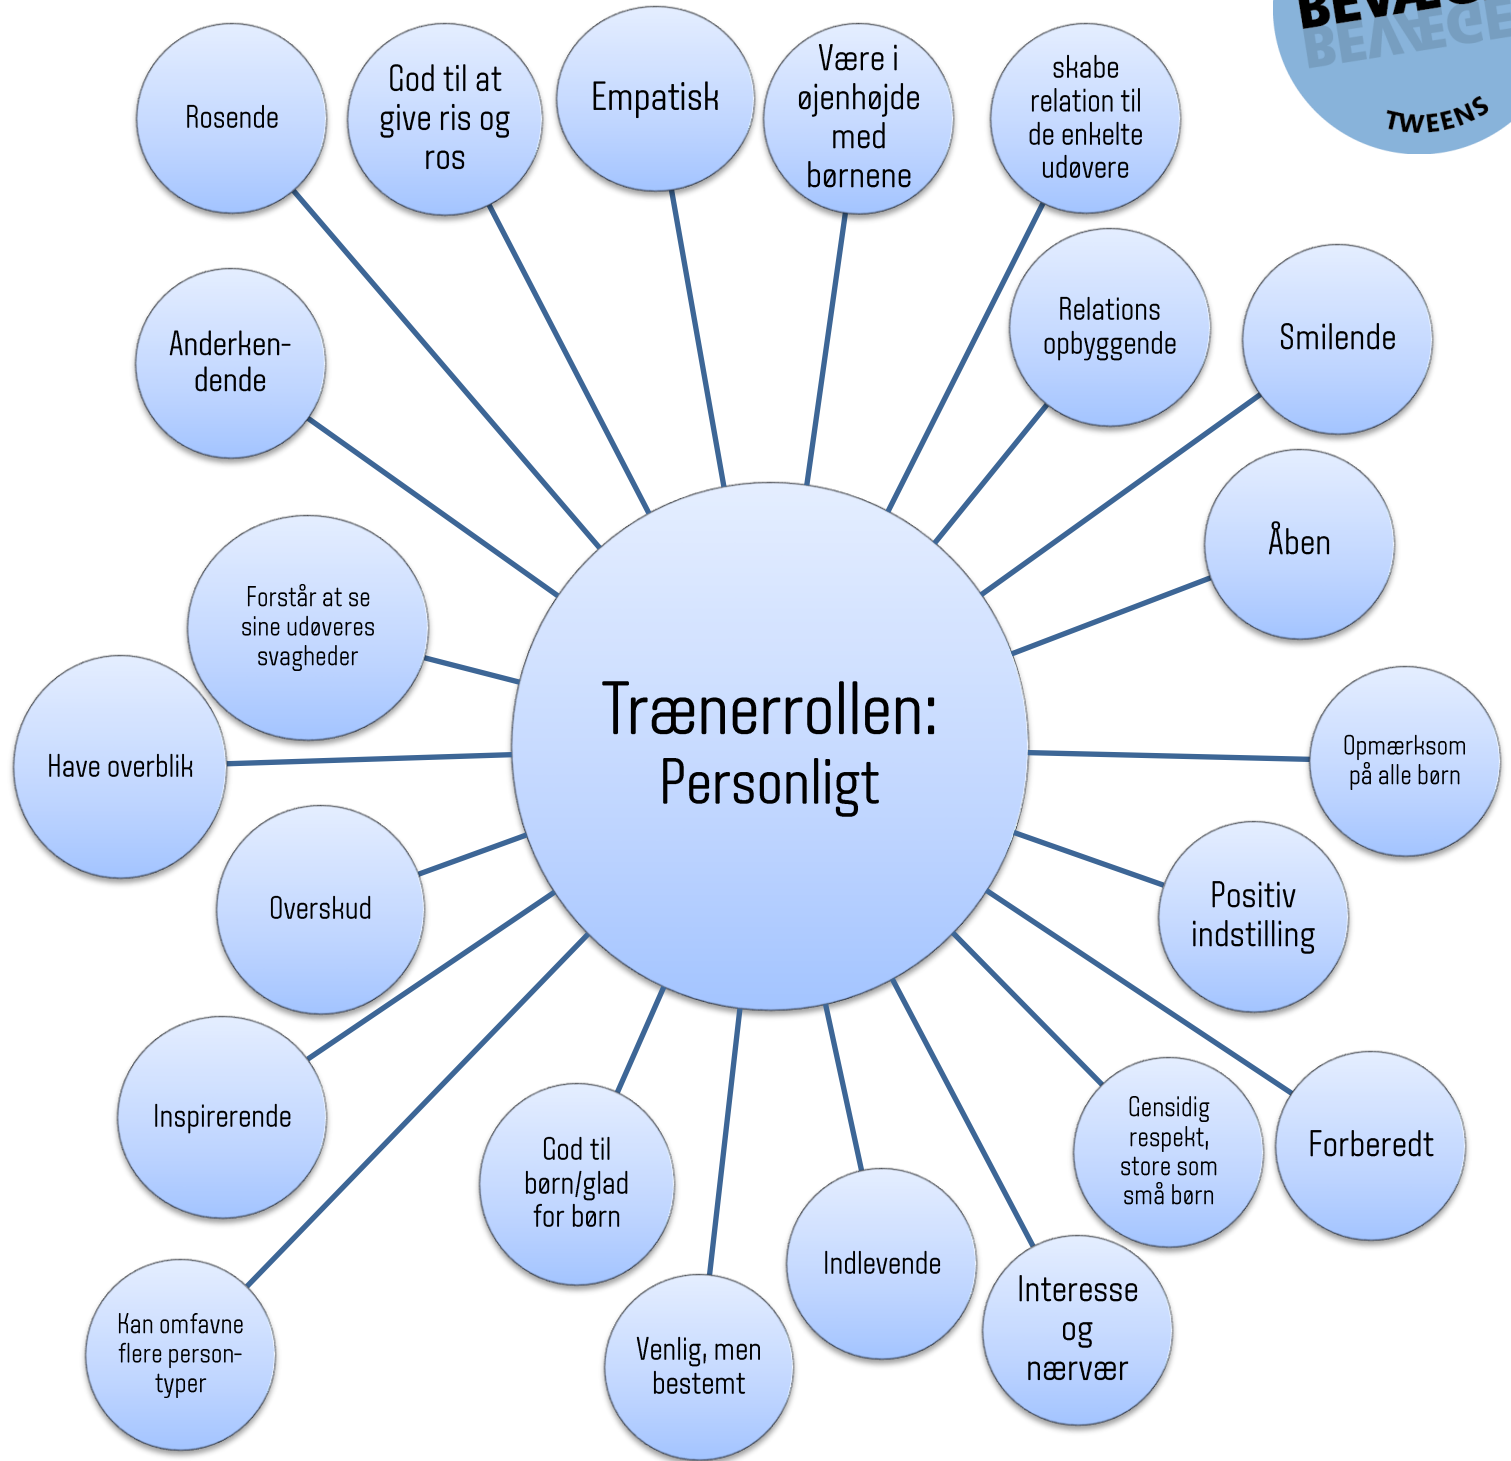 TWEENS
Rosende
God til at
give ris og
ros
Empatisk
Være i
øjenhøjde
med
børnene
skabe
relation til
de enkelte
udøvere
Relations
opbyggende
Smilende
Åben
Opmærksom
på alle børn
Positiv
indstilling
Forberedt
Gensidig
respekt,
store som
små børn
Interesse
og
nærvær
Indlevende
Venlig, men
bestemt
God til
børn/glad
for børn
Kan omfavne
flere person-
typer
Inspirerende
Overskud
Have overblik
Forstår at se
sine udøveres
svagheder
Anderken-
dende
Trænerrollen:
Personligt